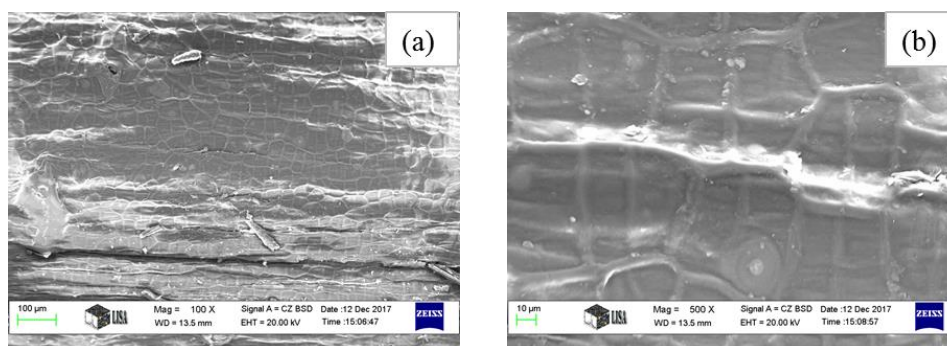 (a)
100 µm
LISA
Mag = 100 X
WD = 13.5 mm
Signal A = CZ BSD
EHT = 20.00 kV
Date :12 Dec 2017
Time :15:06:47
ZEISS
(b)
10 µm
LISA
Mag = 500 X
WD = 13.5 mm
Signal A = CZ BSD
EHT = 20.00 kV
Date :12 Dec 2017
Time :15:08:57
ZEISS